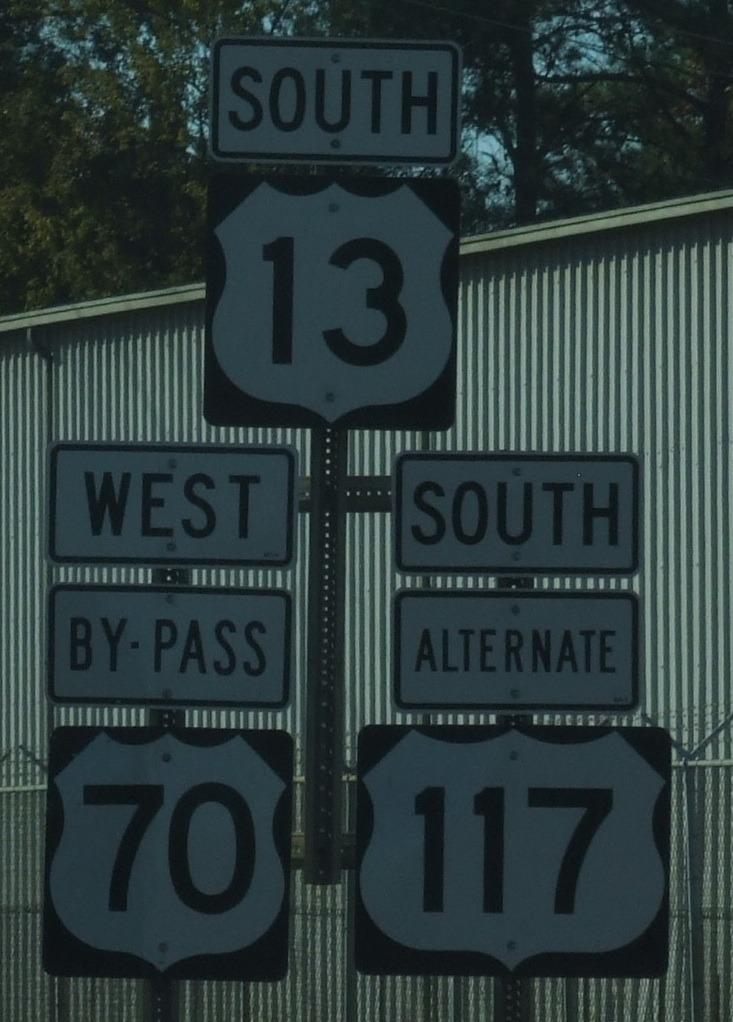 SOUTH
13
WEST
BY-PASS
70
SOUTH
ALTERNATE
117